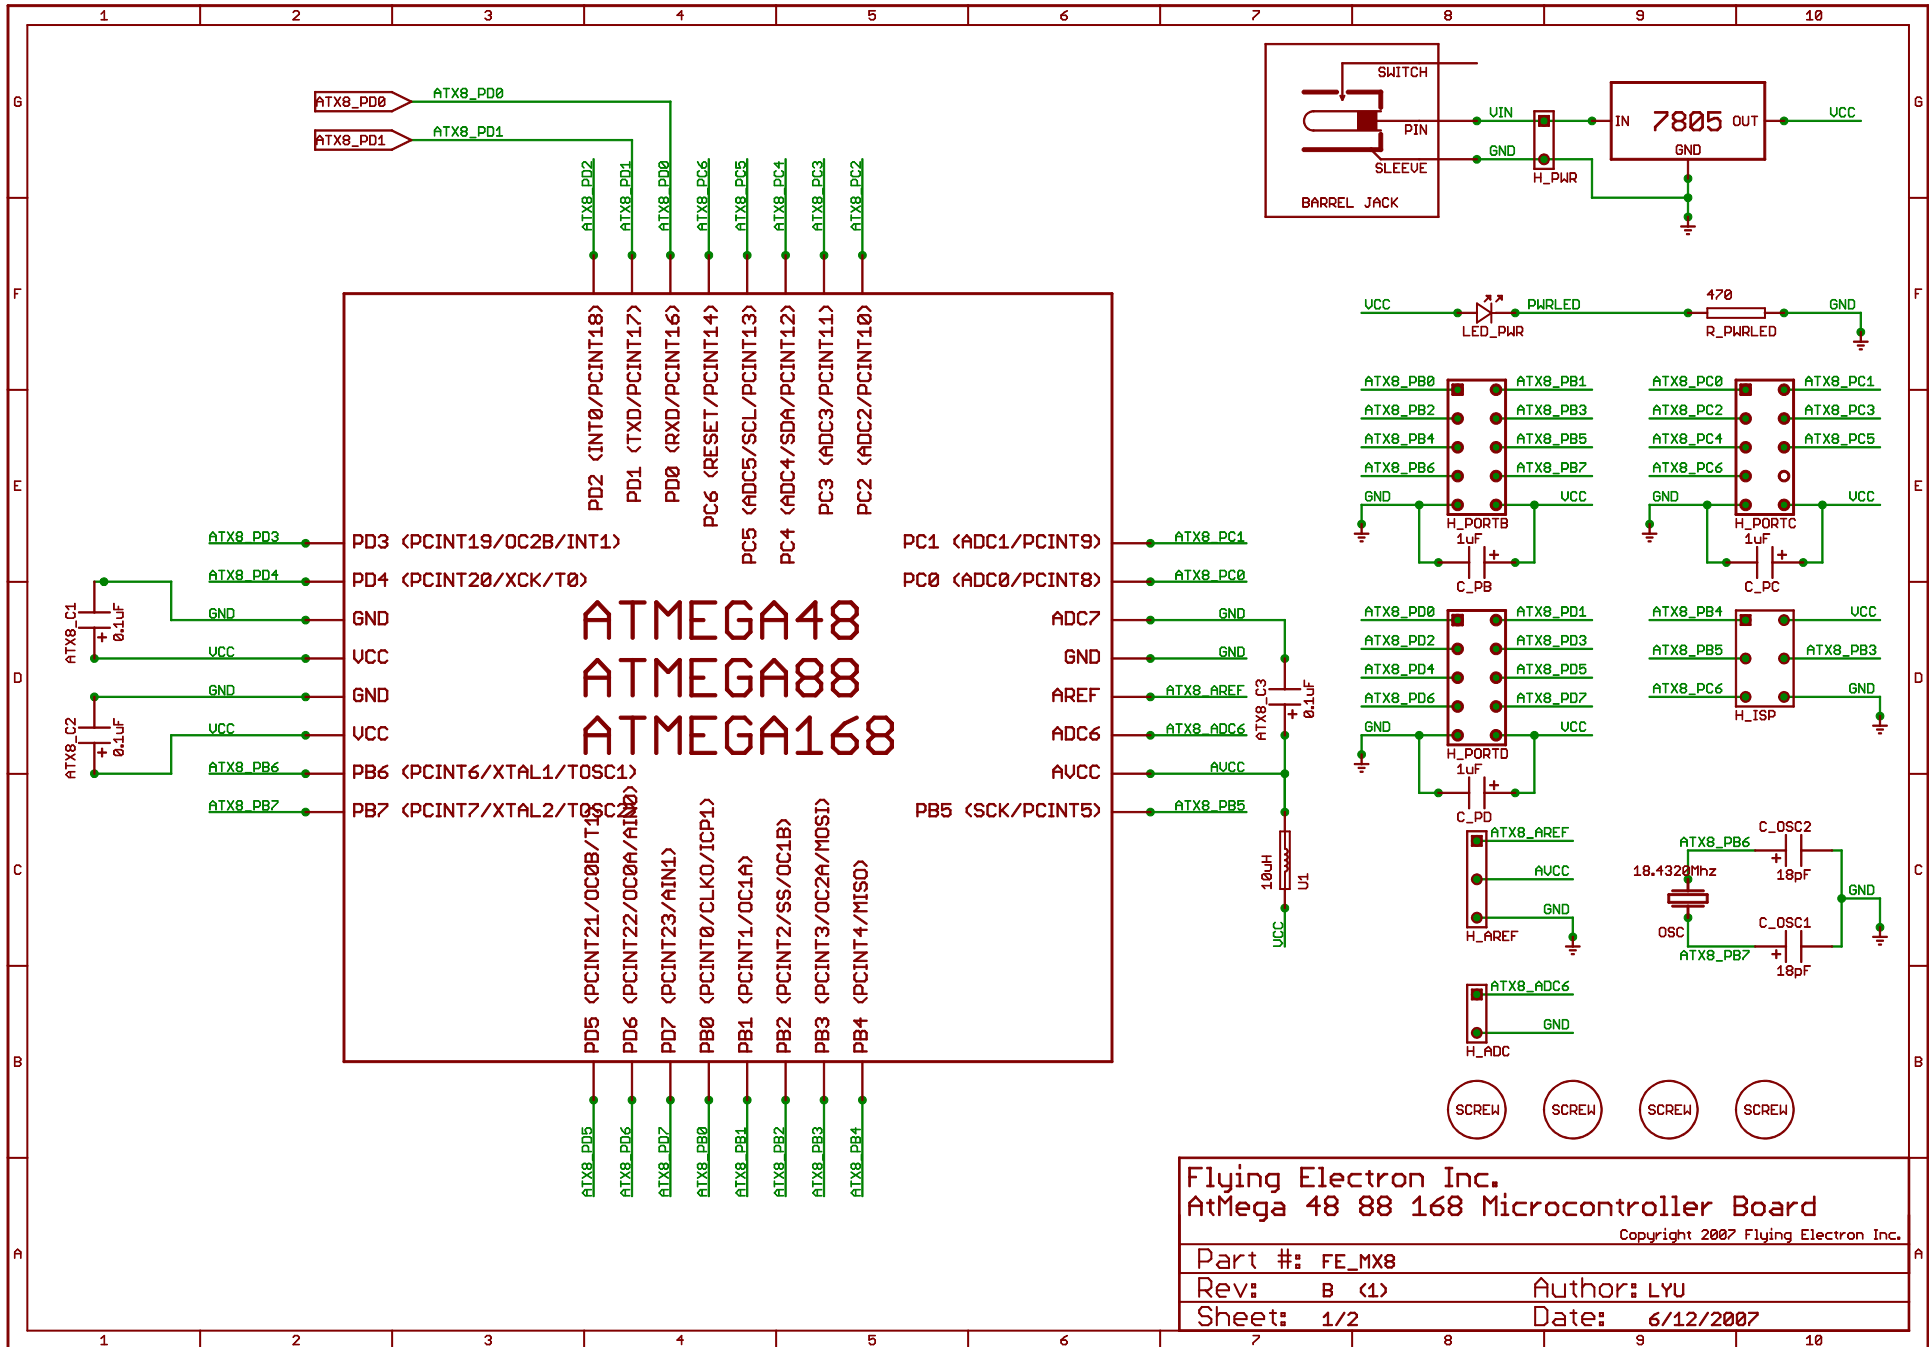 1 2 3 4 5 6 7 8 9 10
G G
F F
E E
D D
C C
B B
A A
1 2 3 4 5 6 7 8 9 10
ATX8_PD0 ATX8_PD0
ATX8_PD1 ATX8_PD1
ATX8_PD2
ATX8_PD1
ATX8_PD0
ATX8_PC6
ATX8_PC5
ATX8_PC4
ATX8_PC3
ATX8_PC2
PD2 (INT0/PCINT18)
PD1 (TXD/PCINT17)
PD0 (RXD/PCINT16)
PC6 (RESET/PCINT14)
PC5 (ADC5/SCL/PCINT13)
PC4 (ADC4/SDA/PCINT12)
PC3 (ADC3/PCINT11)
PC2 (ADC2/PCINT10)
ATX8_PD3 PD3 (PCINT19/OC2B/INT1)
ATX8_PD4 PD4 (PCINT20/XCK/T0)
GND GND
VCC VCC
GND GND
VCC VCC
ATX8_PB6 PB6 (PCINT6/XTAL1/TOSC1)
ATX8_PB7 PB7 (PCINT7/XTAL2/TOSC2)
ATX8_C1
+ 0.1uF
ATX8_C2
+ 0.1uF
ATMEGA48
ATMEGA88
ATMEGA168
PC1 (ADC1/PCINT9) ATX8_PC1
PC0 (ADC0/PCINT8) ATX8_PC0
ADC7 GND
GND GND
AREF ATX8_AREF
ADC6 ATX8_ADC6
AVCC AVCC
PB5 (SCK/PCINT5) ATX8_PB5
ATX8_C3
+ 0.1uF
10uH
U1
VCC
PD5 (PCINT21/OC0B/T1)
PD6 (PCINT22/OC0A/AIN0)
PD7 (PCINT23/AIN1)
PB0 (PCINT0/CLKO/ICP1)
PB1 (PCINT1/OC1A)
PB2 (PCINT2/SS/OC1B)
PB3 (PCINT3/OC2A/MOSI)
PB4 (PCINT4/MISO)
ATX8_PD5
ATX8_PD6
ATX8_PD7
ATX8_PB0
ATX8_PB1
ATX8_PB2
ATX8_PB3
ATX8_PB4
SWITCH
PIN
SLEEVE
BARREL JACK
VIN
GND
H_PWR
IN 7805 OUT
GND
VCC
VCC PWRLED 470 GND
LED_PWR R_PWRLED
ATX8_PB0 ATX8_PB1
ATX8_PB2 ATX8_PB3
ATX8_PB4 ATX8_PB5
ATX8_PB6 ATX8_PB7
GND VCC
H_PORTB
1uF
+
C_PB
ATX8_PC0 ATX8_PC1
ATX8_PC2 ATX8_PC3
ATX8_PC4 ATX8_PC5
ATX8_PC6
GND VCC
H_PORTC
1uF
+
C_PC
ATX8_PD0 ATX8_PD1
ATX8_PD2 ATX8_PD3
ATX8_PD4 ATX8_PD5
ATX8_PD6 ATX8_PD7
GND VCC
H_PORTD
1uF
+
C_PD
ATX8_PB4 VCC
ATX8_PB5 ATX8_PB3
ATX8_PC6 GND
H_ISP
ATX8_AREF
AVCC
GND
H_AREF
C_OSC2
ATX8_PB6
+ 18pF
18.4320Mhz
GND
OSC
C_OSC1
ATX8_PB7
+ 18pF
ATX8_ADC6
GND
H_ADC
SCREW SCREW SCREW SCREW
Flying Electron Inc.
AtMega 48 88 168 Microcontroller Board
Copyright 2007 Flying Electron Inc.
Part #: FE_MX8
Rev: B (1) Author: LYU
Sheet: 1/2 Date: 6/12/2007